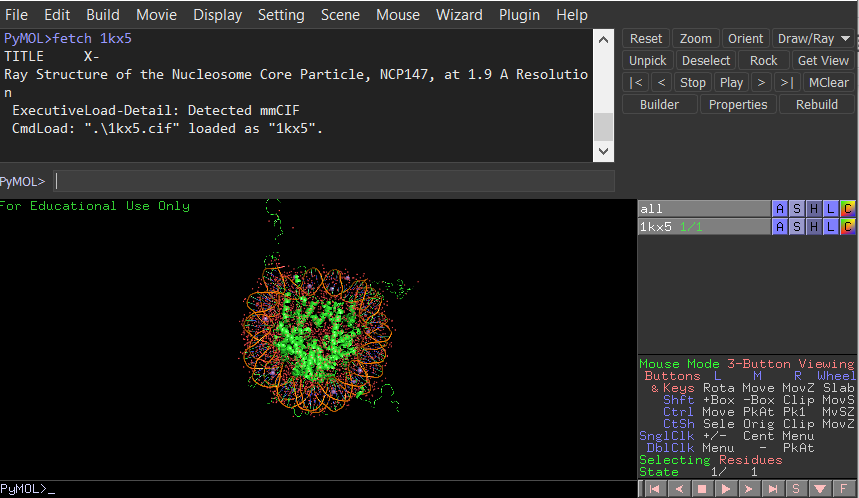 File Edit Build Movie Display Setting Scene Mouse Wizard Plugin Help
PyMOL>fetch 1kx5
TITLE     X-
Ray Structure of the Nucleosome Core Particle, NCP147, at 1.9 A Resolutio
n
 ExecutiveLoad-Detail: Detected mmCIF
 CmdLoad: ".\1kx5.cif" loaded as "1kx5".
PyMOL>
Reset Zoom Orient Draw/Ray
Unpick Deselect Rock Get View
|< < Stop Play > >| MClear
Builder Properties Rebuild
For Educational Use Only
all A S H L C
1kx5 1/1 A S H L C
Mouse Mode 3-Button Viewing
Buttons L M R Wheel
& Keys Rota Move MovZ Slab
Shft +Box -Box Clip MovS
Ctrl Move PkAt Pk1 MvSZ
CtSh Sele Orig Clip MovZ
SnglClk +/- Cent Menu
DblClk Menu - PkAt
Selecting Residues
State 1/ 1
PyMOL>_
S F